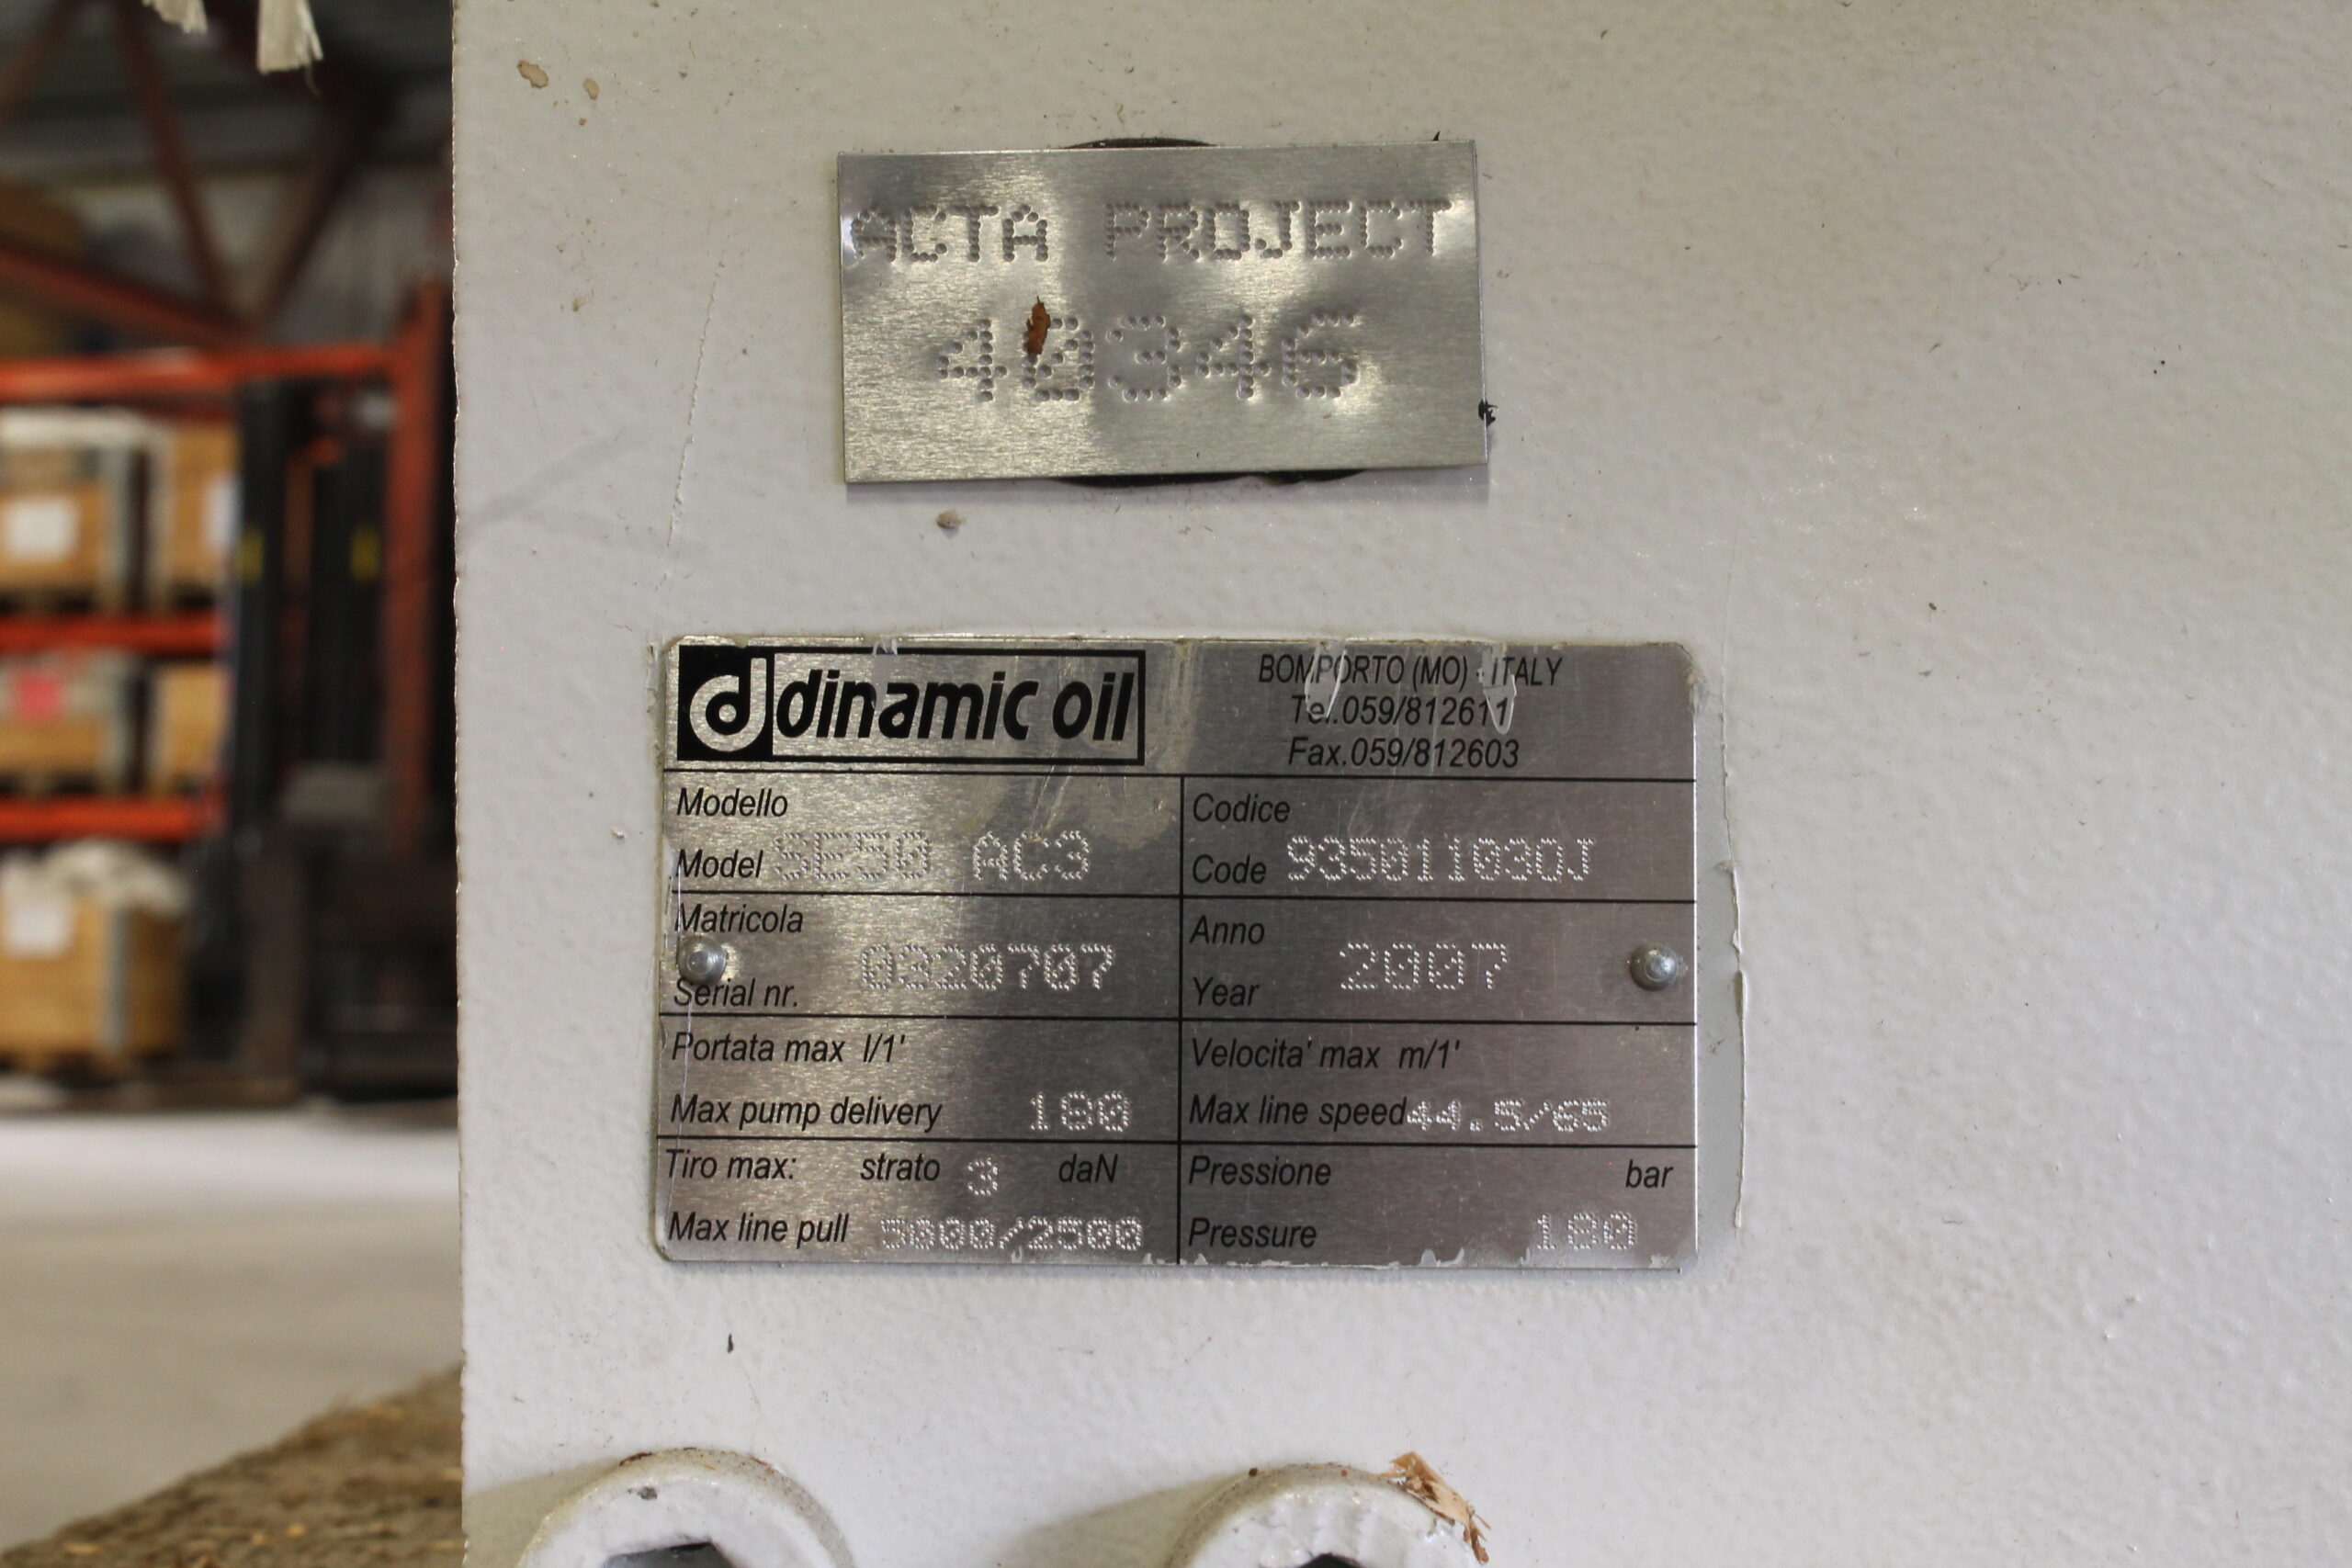 ACTA PROJECT
40346
dinamic oil
BOMPORTO (MO) - ITALY
Tel.059/812611
Fax.059/812603
Modello
Model SE50 AC3
Codice
Code 935011030J
Matricola
Serial nr. 0320707
Anno
Year 2007
Portata max l/1'
Max pump delivery 180
Velocita' max m/1'
Max line speed 44.5/65
Tiro max: strato 3 daN
Max line pull 5000/2500
Pressione bar
Pressure 180